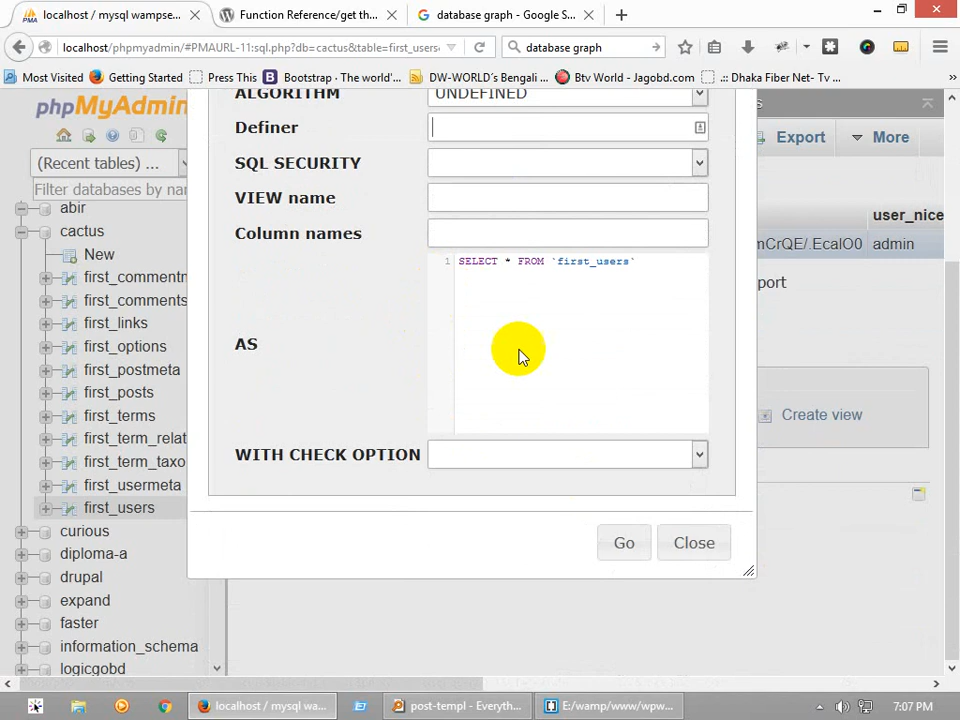 localhost / mysql wampse...
Function Reference/get th...
database graph - Google S...
localhost/phpmyadmin/#PMAURL-11:sql.php?db=cactus&table=first_users
database graph
Most Visited
Getting Started
Press This
Bootstrap · The world'...
DW-WORLD´s Bengali ...
Btv World - Jagobd.com
.:: Dhaka Fiber Net- Tv ...
phpMyAdmin
(Recent tables) ...
Filter databases by na
abir
cactus
New
first_commentn
first_comments
first_links
first_options
first_postmeta
first_posts
first_terms
first_term_relat
first_term_taxo
first_usermeta
first_users
curious
diploma-a
drupal
expand
faster
information_schema
logicgobd
ALGORITHM
UNDEFINED
Definer
SQL SECURITY
VIEW name
Column names
AS
1 SELECT * FROM `first_users`
WITH CHECK OPTION
Go
Close
s
Export
More
user_nice
mCrQE/.EcalO0
admin
port
Create view
localhost / mysql wa...
post-templ - Everyth...
E:/wamp/www/wpw...
7:07 PM